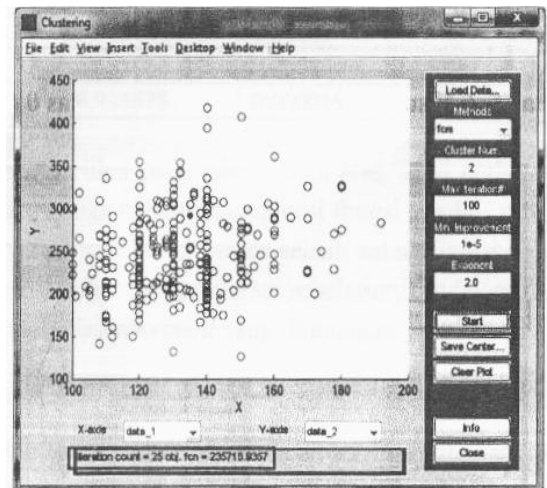 Clustering
File Edit View Insert Tools Desktop Window Help
450
400
350
300
250
200
150
100
Y
100 120 140 160 180 200
X
X-axis data_1 Y-axis data_2
Iteration count = 25 obj. fcn = 235715.8357
Load Data...
Methods
fcm
Cluster Num.
2
Max Iteration#
100
Min. Improvement
1e-5
Exponent
2.0
Start
Save Center...
Clear Plot
Info
Close